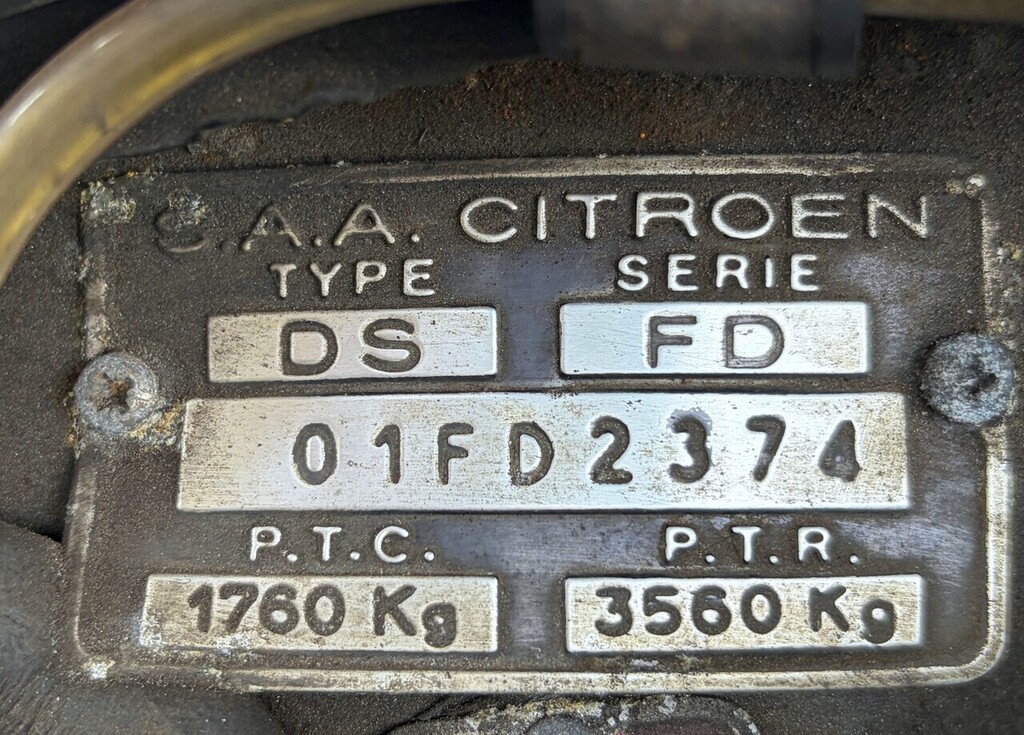 S.A.A. CITROEN
TYPE SERIE
DS FD
01FD2374
P.T.C. P.T.R.
1760 Kg 3560 Kg